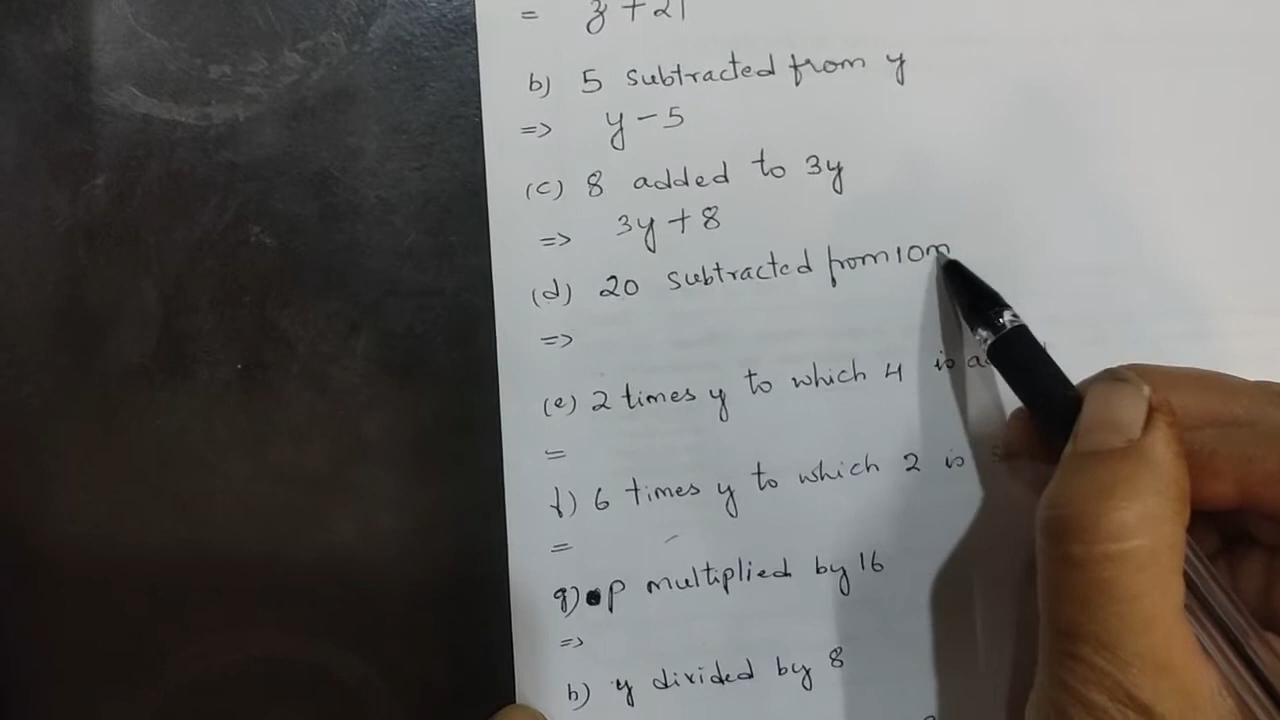 = z + 21
b) 5 subtracted from y
=> y - 5
(c) 8 added to 3y
=> 3y + 8
(d) 20 subtracted from 10m
=>
(e) 2 times y to which 4 is
=
f) 6 times y to which 2 is
=
g) p multiplied by 16
=>
h) y divided by 8